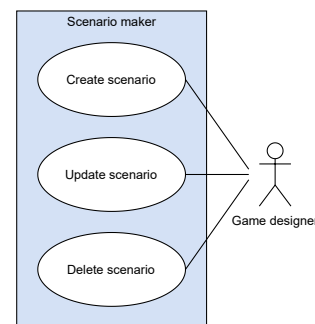 Scenario maker
Create scenario
Update scenario
Game designer
Delete scenario